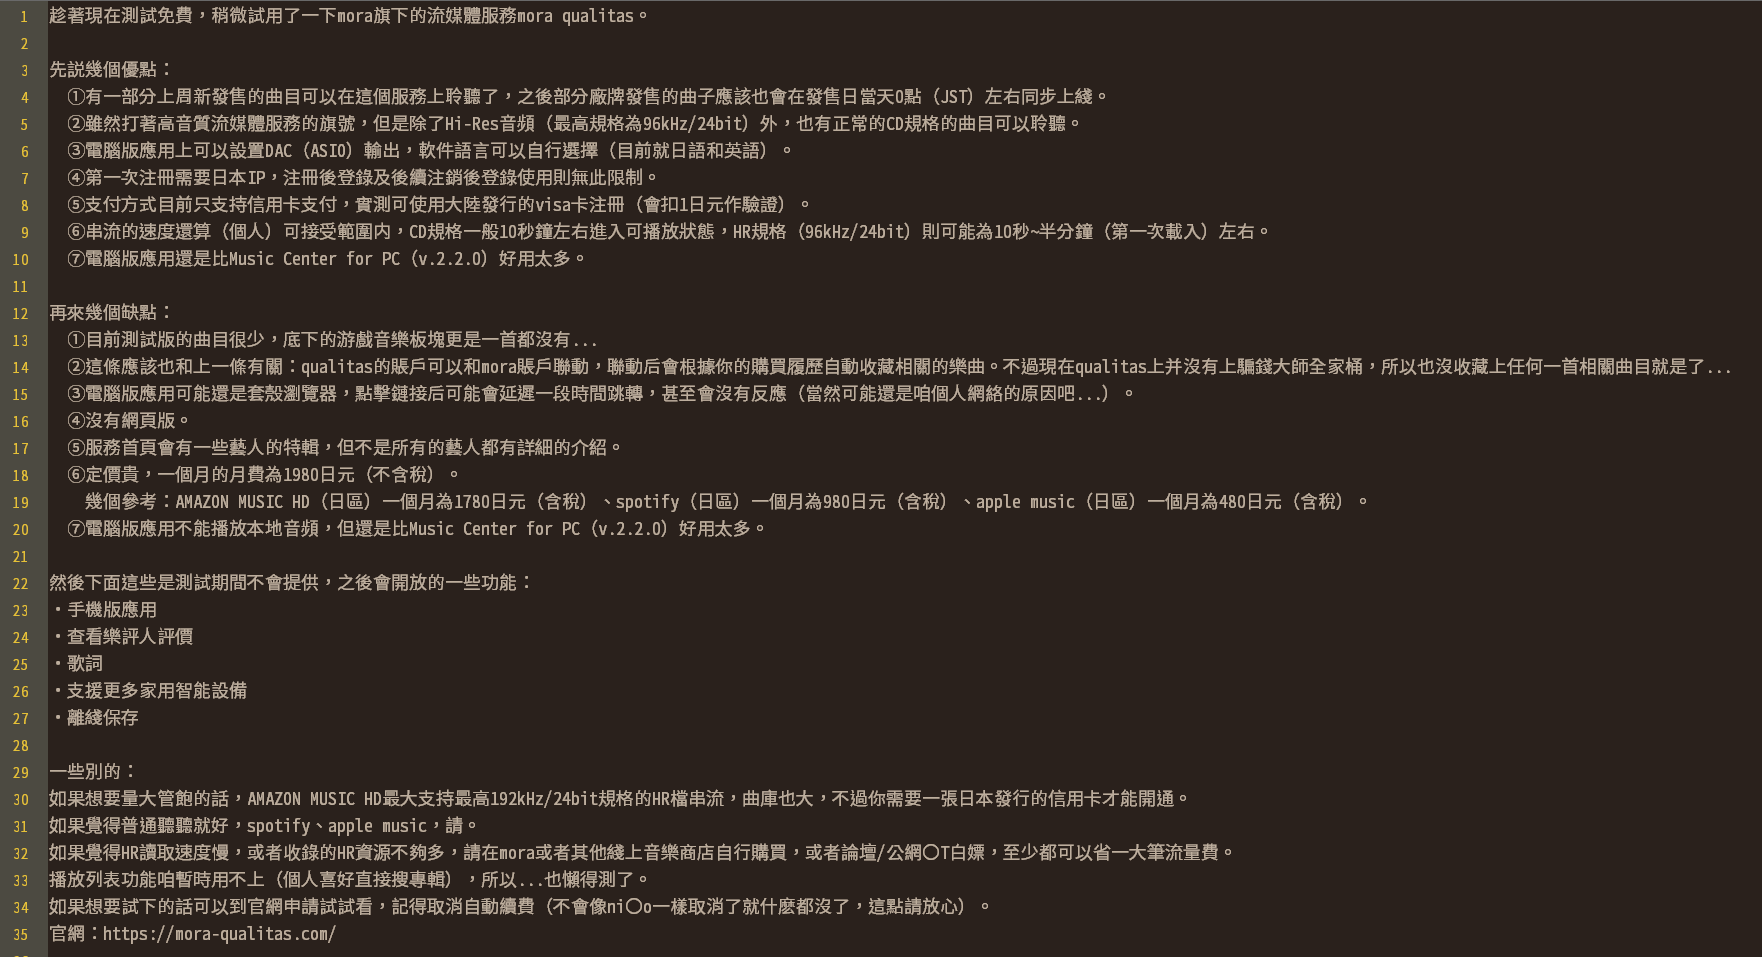 1 趁著現在測試免費，稍微試用了一下mora旗下的流媒體服務mora qualitas。
2
3 先説幾個優點：
4 ①有一部分上周新發售的曲目可以在這個服務上聆聽了，之後部分廠牌發售的曲子應該也會在發售日當天0點（JST）左右同步上綫。
5 ②雖然打著高音質流媒體服務的旗號，但是除了Hi-Res音頻（最高規格為96kHz/24bit）外，也有正常的CD規格的曲目可以聆聽。
6 ③電腦版應用上可以設置DAC（ASIO）輸出，軟件語言可以自行選擇（目前就日語和英語）。
7 ④第一次注冊需要日本IP，注冊後登錄及後續注銷後登錄使用則無此限制。
8 ⑤支付方式目前只支持信用卡支付，實測可使用大陸發行的visa卡注冊（會扣1日元作驗證）。
9 ⑥串流的速度還算（個人）可接受範圍内，CD規格一般10秒鐘左右進入可播放狀態，HR規格（96kHz/24bit）則可能為10秒~半分鐘（第一次載入）左右。
10 ⑦電腦版應用還是比Music Center for PC（v.2.2.0）好用太多。
11
12 再來幾個缺點：
13 ①目前測試版的曲目很少，底下的游戲音樂板塊更是一首都沒有...
14 ②這條應該也和上一條有關：qualitas的賬戶可以和mora賬戶聯動，聯動后會根據你的購買履歷自動收藏相關的樂曲。不過現在qualitas上并沒有上騙錢大師全家桶，所以也沒收藏上任何一首相關曲目就是了...
15 ③電腦版應用可能還是套殼瀏覽器，點擊鏈接后可能會延遲一段時間跳轉，甚至會沒有反應（當然可能還是咱個人網絡的原因吧...）。
16 ④沒有網頁版。
17 ⑤服務首頁會有一些藝人的特輯，但不是所有的藝人都有詳細的介紹。
18 ⑥定價貴，一個月的月費為1980日元（不含稅）。
19 幾個參考：AMAZON MUSIC HD（日區）一個月為1780日元（含稅）、spotify（日區）一個月為980日元（含稅）、apple music（日區）一個月為480日元（含稅）。
20 ⑦電腦版應用不能播放本地音頻，但還是比Music Center for PC（v.2.2.0）好用太多。
21
22 然後下面這些是測試期間不會提供，之後會開放的一些功能：
23 ・手機版應用
24 ・查看樂評人評價
25 ・歌詞
26 ・支援更多家用智能設備
27 ・離綫保存
28
29 一些別的：
30 如果想要量大管飽的話，AMAZON MUSIC HD最大支持最高192kHz/24bit規格的HR檔串流，曲庫也大，不過你需要一張日本發行的信用卡才能開通。
31 如果覺得普通聽聽就好，spotify、apple music，請。
32 如果覺得HR讀取速度慢，或者收錄的HR資源不夠多，請在mora或者其他綫上音樂商店自行購買，或者論壇/公網〇T白嫖，至少都可以省一大筆流量費。
33 播放列表功能咱暫時用不上（個人喜好直接搜專輯），所以...也懶得測了。
34 如果想要試下的話可以到官網申請試試看，記得取消自動續費（不會像ni〇o一樣取消了就什麽都沒了，這點請放心）。
35 官網：https://mora-qualitas.com/